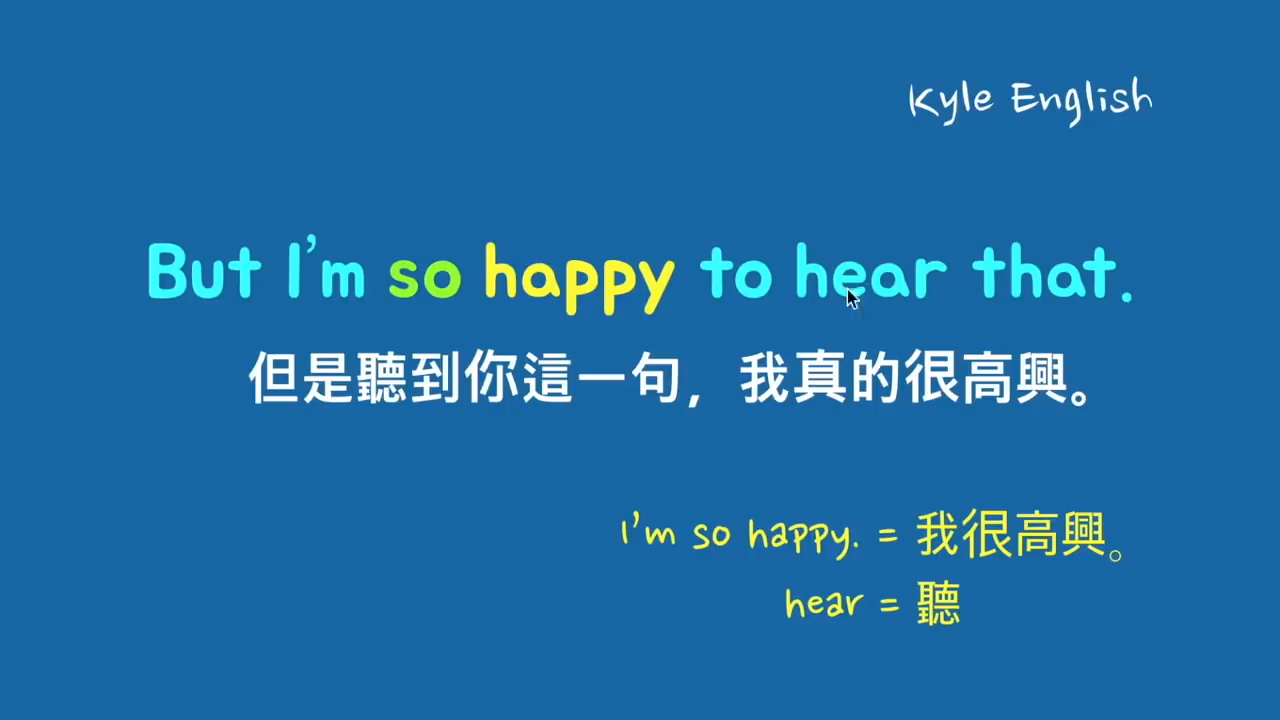 Kyle English
But I'm so happy to hear that.
但是聽到你這一句，我真的很高興。
I'm so happy. = 我很高興。
hear = 聽